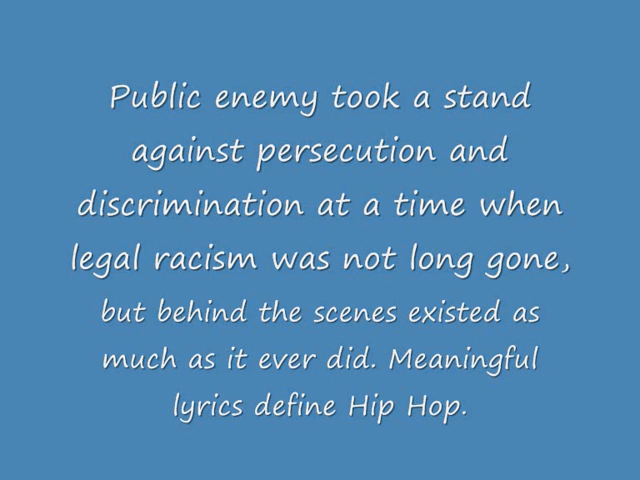 Public enemy took a stand
against persecution and
discrimination at a time when
legal racism was not long gone,
but behind the scenes existed as
much as it ever did. Meaningful
lyrics define Hip Hop.